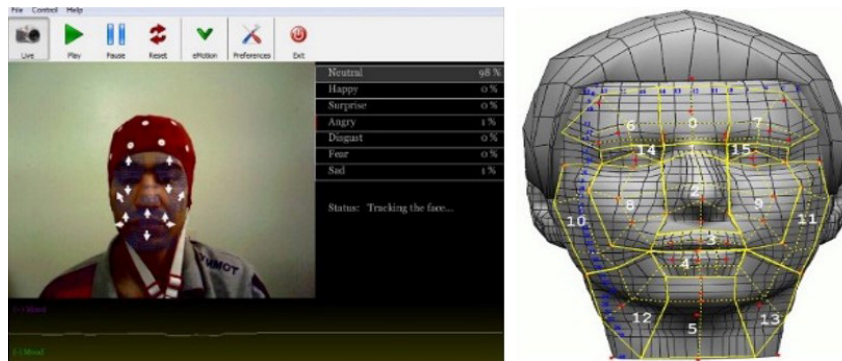 File Control Help
Live Play Pause Reset eMotion Preferences Exit
Neutral 98 %
Happy 0 %
Surprise 0 %
Angry 1 %
Disgust 0 %
Fear 0 %
Sad 1 %
Status: Tracking the face...
6 0 7
14 1 15
2
8 9
10 11
3
4
12 5 13